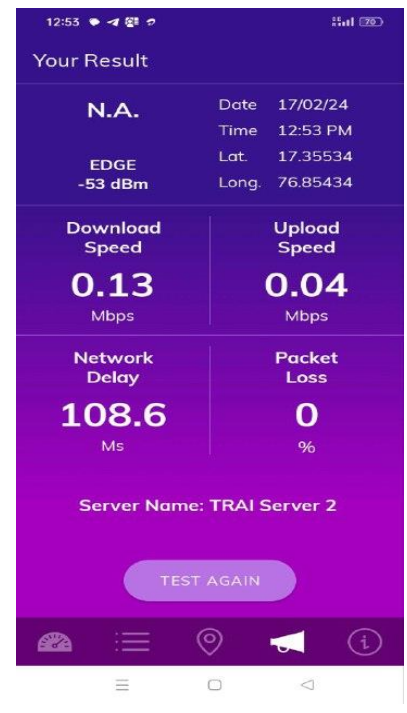 12:53 70
Your Result
N.A.
EDGE
-53 dBm
Date 17/02/24
Time 12:53 PM
Lat. 17.35534
Long. 76.85434
Download
Speed
0.13
Mbps
Upload
Speed
0.04
Mbps
Network
Delay
108.6
Ms
Packet
Loss
0
%
Server Name: TRAI Server 2
TEST AGAIN